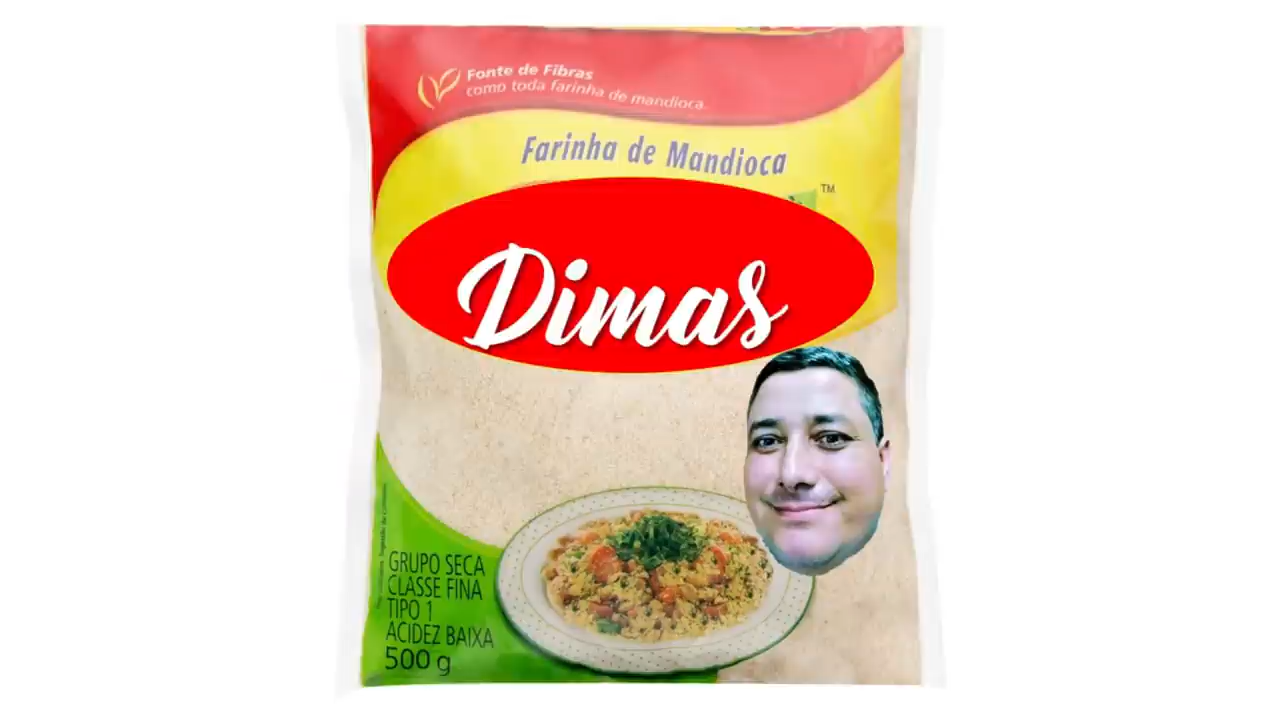 Fonte de Fibras
como toda farinha de mandioca.
Farinha de Mandioca
TM
Dimas
GRUPO SECA
CLASSE FINA
TIPO 1
ACIDEZ BAIXA
500 g